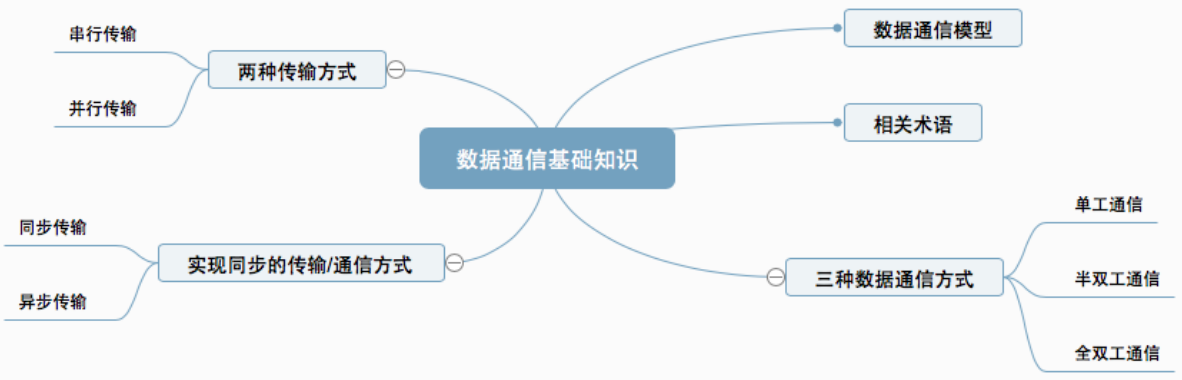 数据通信基础知识
数据通信模型
相关术语
三种数据通信方式
单工通信
半双工通信
全双工通信
两种传输方式
串行传输
并行传输
实现同步的传输/通信方式
同步传输
异步传输